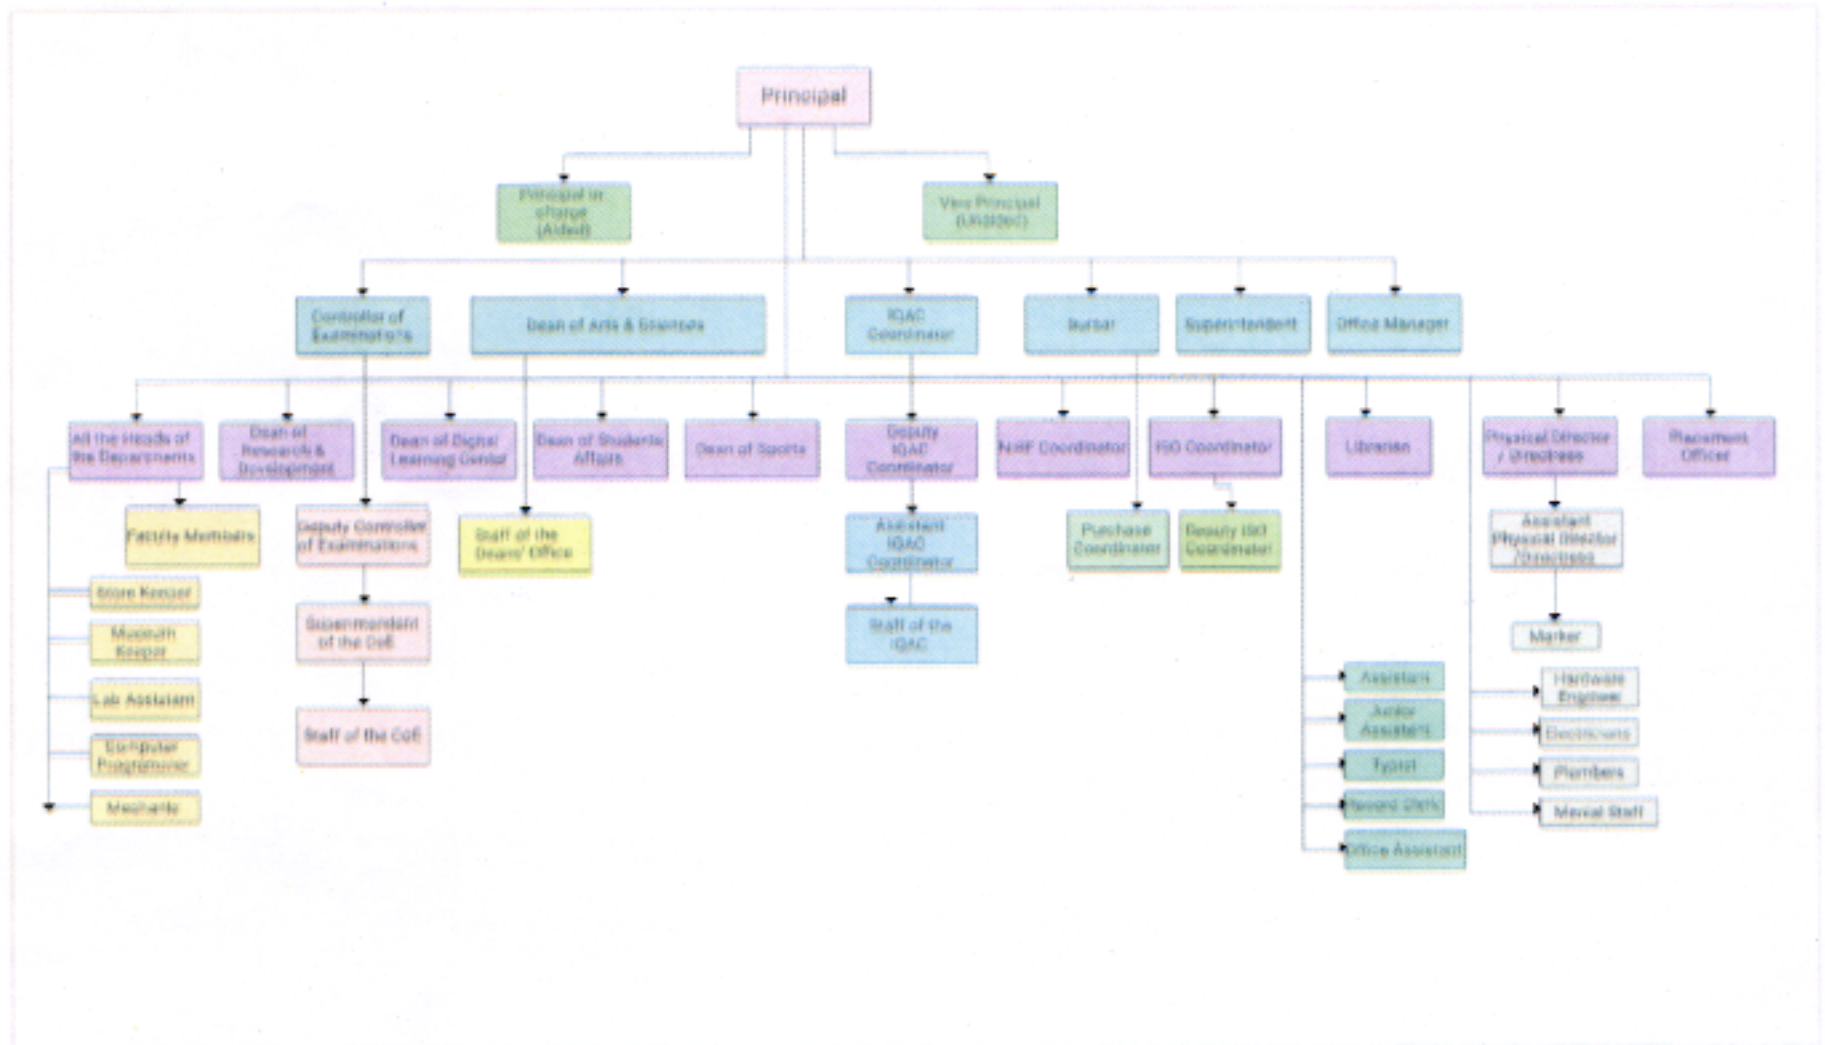 Principal
Principal in
charge
(Aided)
Vice Principal
(Unaided)
Controller of
Examinations
Dean of Arts & Sciences
IQAC
Coordinator
Bursar
Superintendent
Office Manager
All the Heads of
the Departments
Dean of
Research &
Development
Dean of Digital
Learning Center
Dean of Students
Affairs
Dean of Sports
Deputy
IQAC
Coordinator
NIRF Coordinator
ISO Coordinator
Librarian
Physical Director
/ Directress
Placement
Officer
Faculty Members
Deputy Controller
of Examinations
Staff of the
Deans' Office
Assistant
IQAC
Coordinator
Purchase
Coordinator
Deputy ISO
Coordinator
Assistant
Physical Director
/Directress
Store Keeper
Museum
Keeper
Lab Assistant
Computer
Programmer
Mechanic
Superintendent
of the CoE
Staff of the CoE
Staff of the
IQAC
Marker
Assistant
Junior
Assistant
Typist
Record Clerk
Office Assistant
Hardware
Engineer
Electricians
Plumbers
Menial Staff